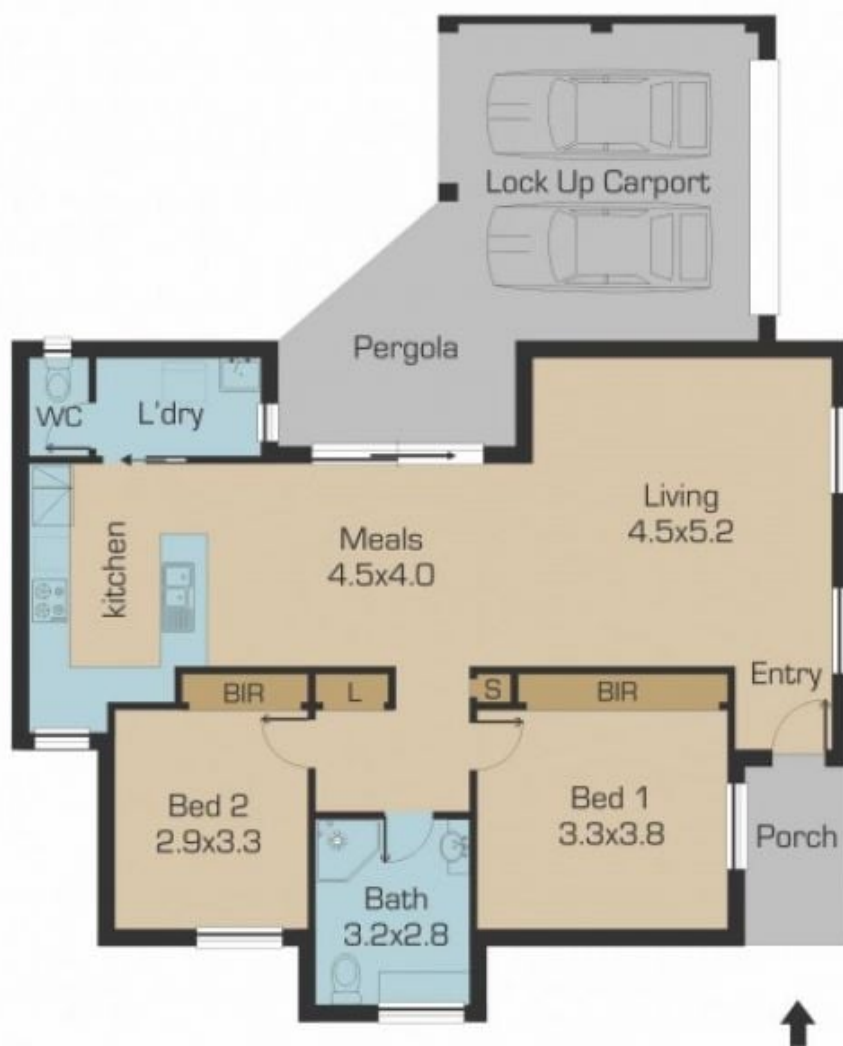 Lock Up Carport
Pergola
WC
L'dry
Living
4.5x5.2
Meals
4.5x4.0
kitchen
Entry
BIR
L
S
BIR
Bed 2
2.9x3.3
Bed 1
3.3x3.8
Porch
Bath
3.2x2.8